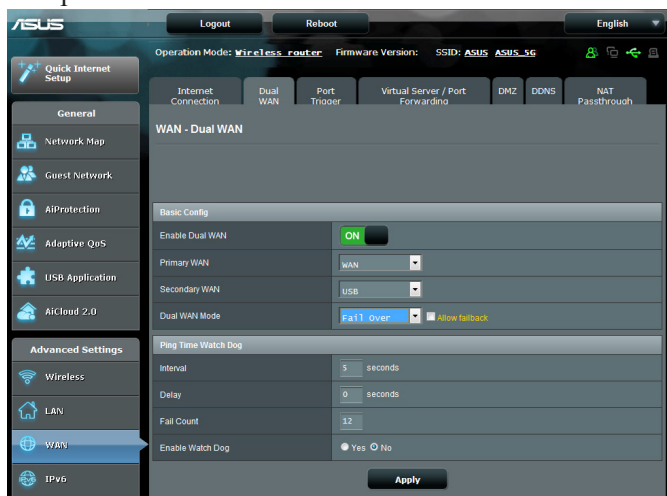 ASUS
Logout
Reboot
English
Operation Mode: Wireless router Firmware Version: SSID: ASUS ASUS_5G
Quick Internet
Setup
General
Network Map
Guest Network
AiProtection
Adaptive QoS
USB Application
AiCloud 2.0
Advanced Settings
Wireless
LAN
WAN
IPv6
Internet
Connection
Dual
WAN
Port
Trigger
Virtual Server / Port
Forwarding
DMZ
DDNS
NAT
Passthrough
WAN - Dual WAN
Basic Config
Enable Dual WAN ON
Primary WAN WAN
Secondary WAN USB
Dual WAN Mode Fail Over Allow failback
Ping Time Watch Dog
Interval 5 seconds
Delay 0 seconds
Fail Count 12
Enable Watch Dog Yes No
Apply